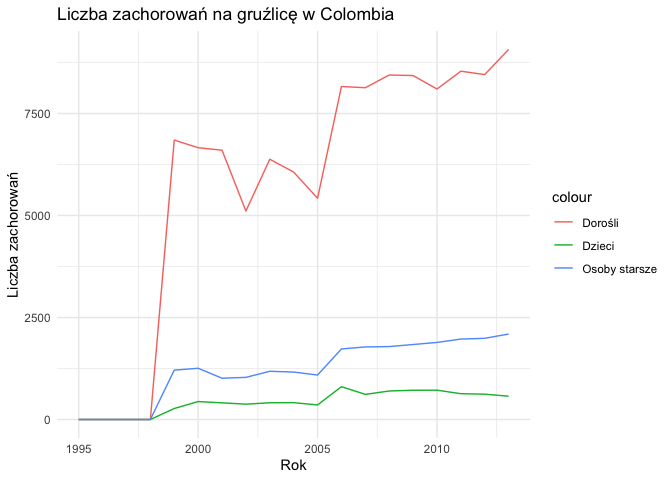 Liczba zachorowań na gruźlicę w Colombia
Liczba zachorowań
7500
5000
2500
0
1995
2000
2005
2010
Rok
colour
Dorośli
Dzieci
Osoby starsze